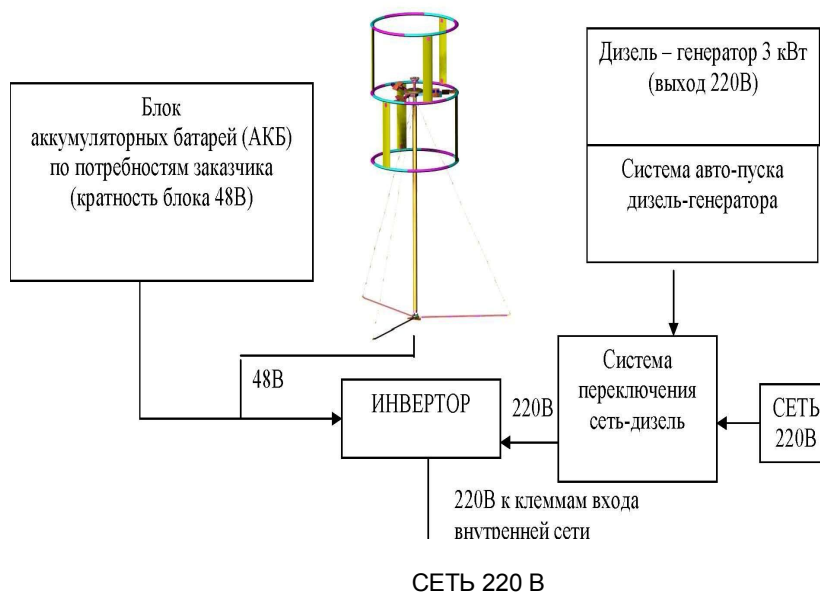 Блок
аккумуляторных батарей (АКБ)
по потребностям заказчика
(кратность блока 48В)
Дизель – генератор 3 кВт
(выход 220В)
Система авто-пуска
дизель-генератора
48В
ИНВЕРТОР
220В
Система
переключения
сеть-дизель
СЕТЬ
220В
220В к клеммам входа
внутренней сети
СЕТЬ 220 В